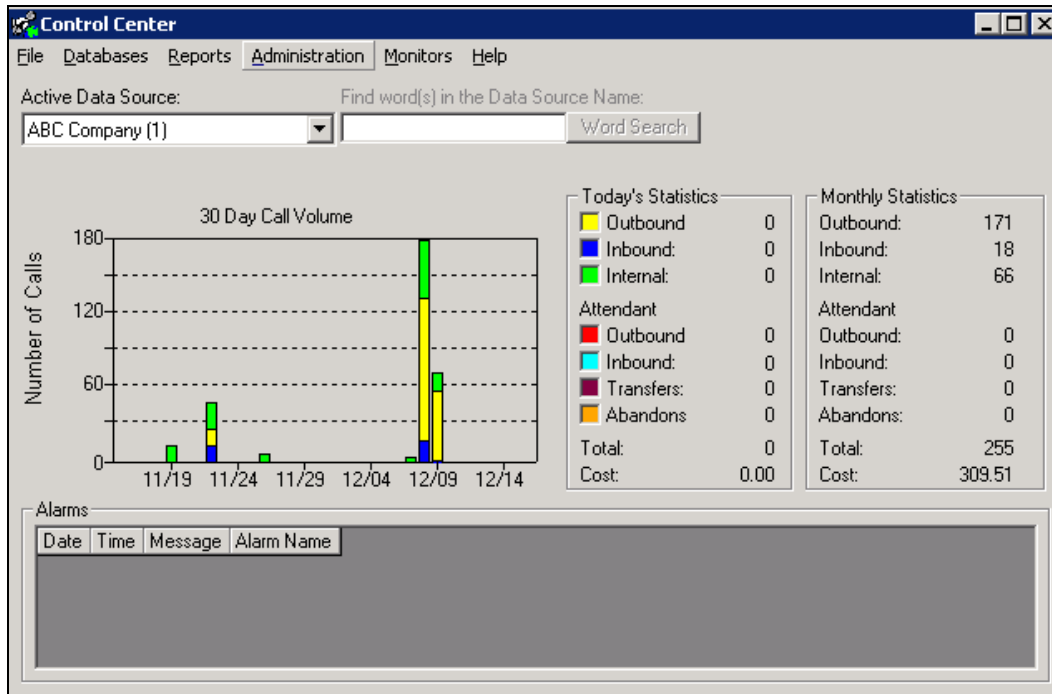 Control Center
File Databases Reports Administration Monitors Help
Active Data Source:
Find word(s) in the Data Source Name:
ABC Company (1)
Word Search
30 Day Call Volume
Number of Calls
180
120
60
0
11/19 11/24 11/29 12/04 12/09 12/14
Today's Statistics
Outbound 0
Inbound: 0
Internal: 0
Attendant
Outbound 0
Inbound: 0
Transfers: 0
Abandons 0
Total: 0
Cost: 0.00
Monthly Statistics
Outbound: 171
Inbound: 18
Internal: 66
Attendant
Outbound: 0
Inbound: 0
Transfers: 0
Abandons: 0
Total: 255
Cost: 309.51
Alarms
Date Time Message Alarm Name